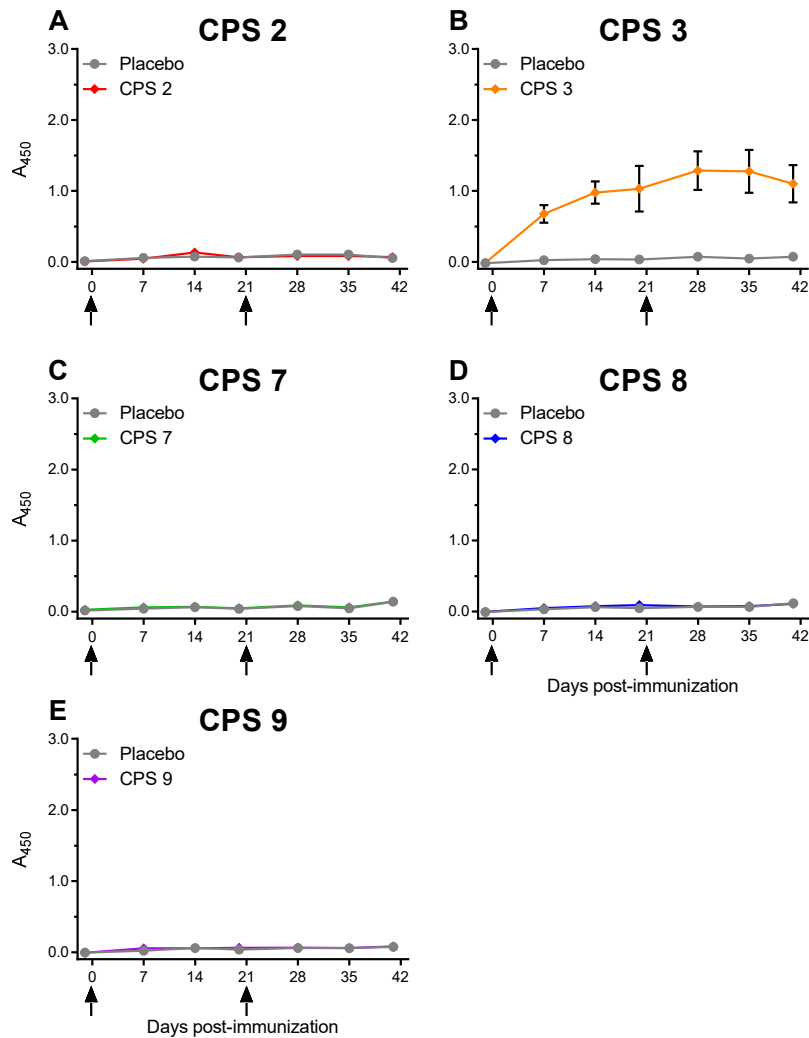 A
CPS 2
3.0
2.0
1.0
0.0
A450
Placebo
CPS 2
0 7 14 21 28 35 42
B
CPS 3
3.0
2.0
1.0
0.0
Placebo
CPS 3
0 7 14 21 28 35 42
C
CPS 7
3.0
2.0
1.0
0.0
A450
Placebo
CPS 7
0 7 14 21 28 35 42
D
CPS 8
3.0
2.0
1.0
0.0
Placebo
CPS 8
0 7 14 21 28 35 42
Days post-immunization
E
CPS 9
3.0
2.0
1.0
0.0
A450
Placebo
CPS 9
0 7 14 21 28 35 42
Days post-immunization